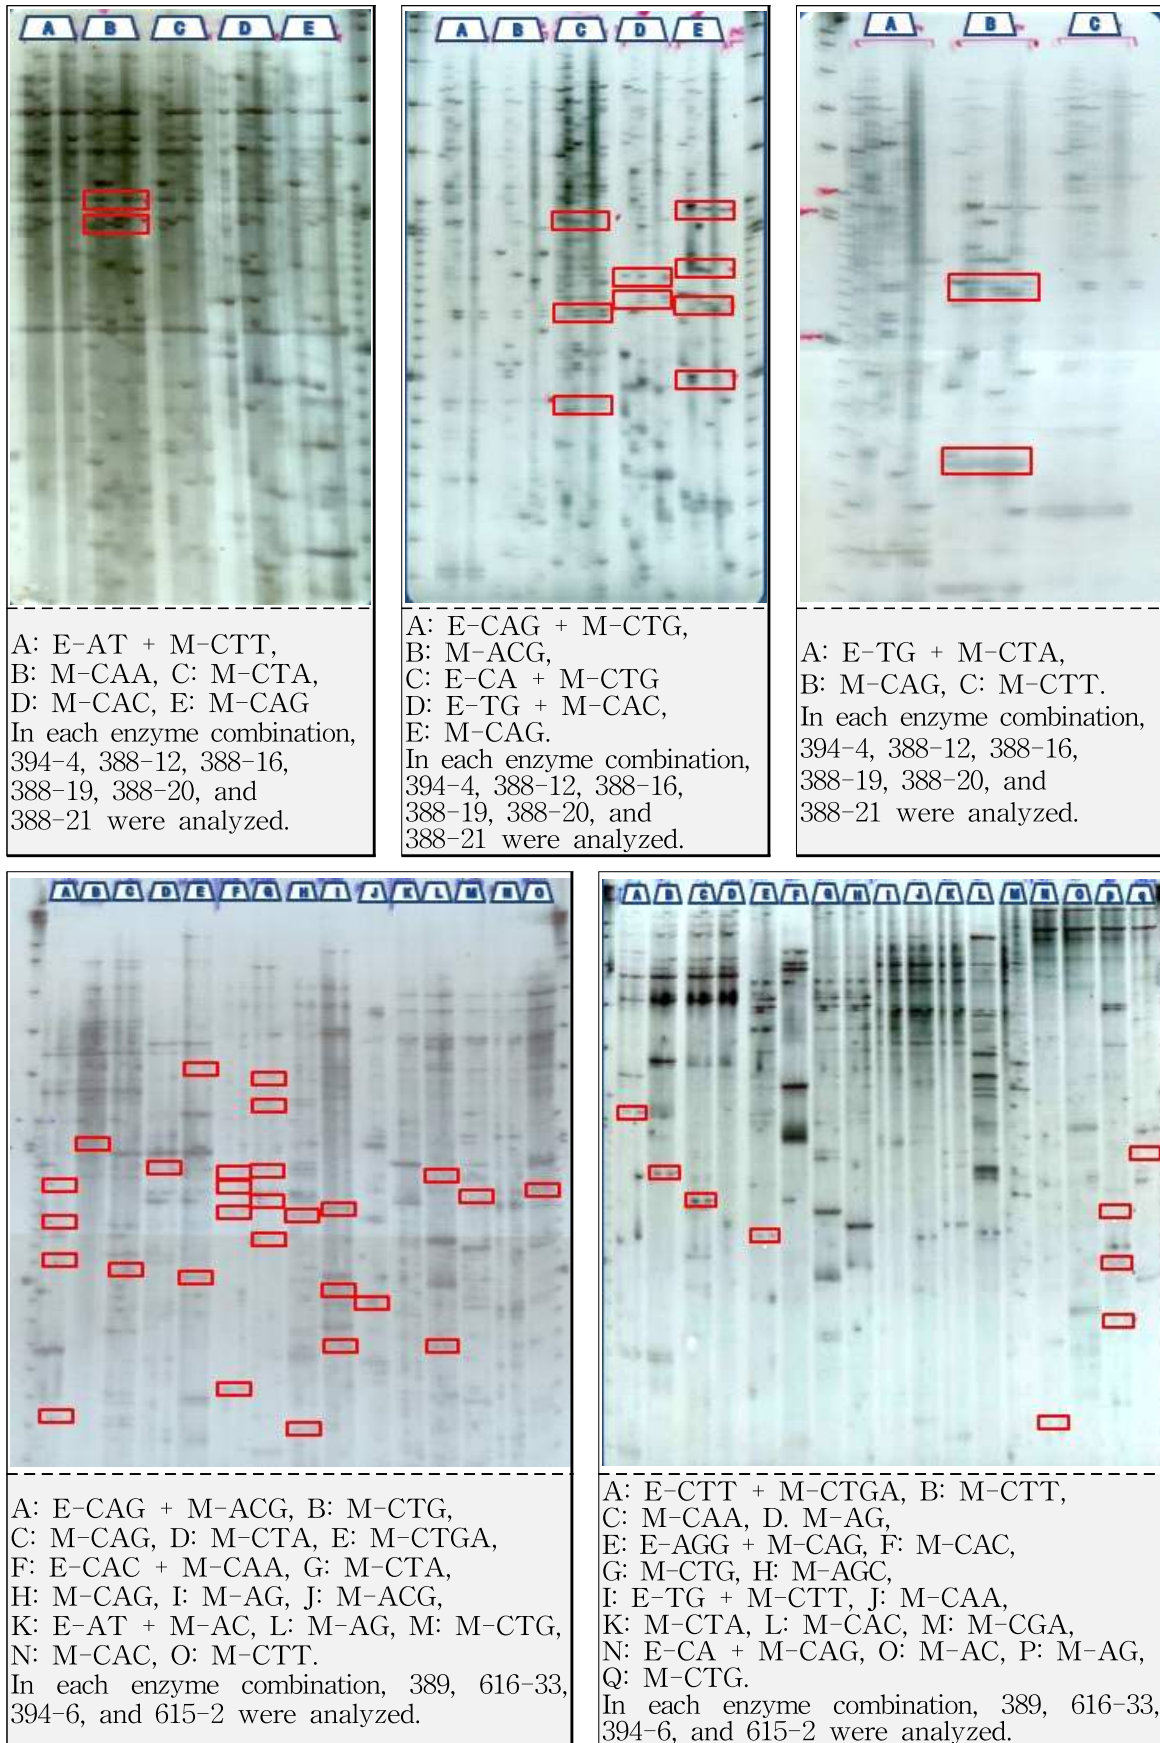 A B C D E
A B C D E
A B C
A: E-AT + M-CTT,
B: M-CAA, C: M-CTA,
D: M-CAC, E: M-CAG
In each enzyme combination,
394-4, 388-12, 388-16,
388-19, 388-20, and
388-21 were analyzed.
A: E-CAG + M-CTG,
B: M-ACG,
C: E-CA + M-CTG
D: E-TG + M-CAC,
E: M-CAG.
In each enzyme combination,
394-4, 388-12, 388-16,
388-19, 388-20, and
388-21 were analyzed.
A: E-TG + M-CTA,
B: M-CAG, C: M-CTT.
In each enzyme combination,
394-4, 388-12, 388-16,
388-19, 388-20, and
388-21 were analyzed.
A B C D E F G H I J K L M N O
A B C D E F G H I J K L M N O P q
A: E-CAG + M-ACG, B: M-CTG,
C: M-CAG, D: M-CTA, E: M-CTGA,
F: E-CAC + M-CAA, G: M-CTA,
H: M-CAG, I: M-AG, J: M-ACG,
K: E-AT + M-AC, L: M-AG, M: M-CTG,
N: M-CAC, O: M-CTT.
In each enzyme combination, 389, 616-33,
394-6, and 615-2 were analyzed.
A: E-CTT + M-CTGA, B: M-CTT,
C: M-CAA, D. M-AG,
E: E-AGG + M-CAG, F: M-CAC,
G: M-CTG, H: M-AGC,
I: E-TG + M-CTT, J: M-CAA,
K: M-CTA, L: M-CAC, M: M-CGA,
N: E-CA + M-CAG, O: M-AC, P: M-AG,
Q: M-CTG.
In each enzyme combination, 389, 616-33,
394-6, and 615-2 were analyzed.